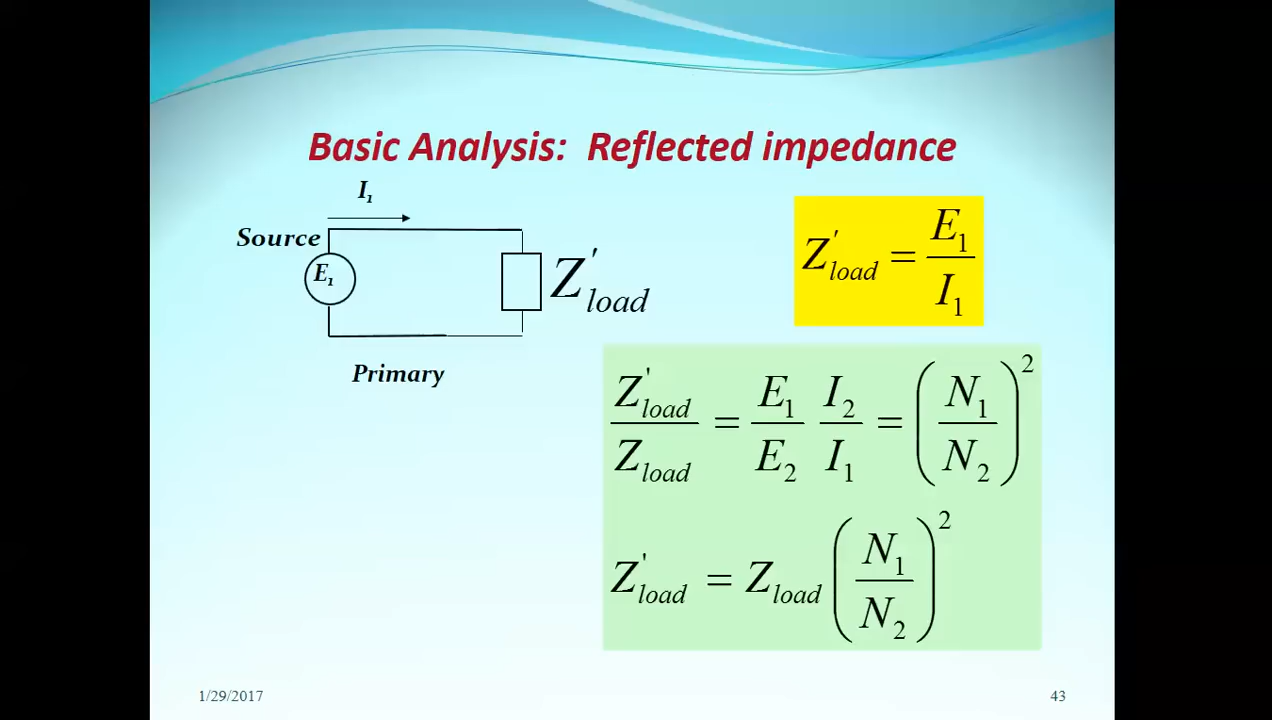 Basic Analysis: Reflected impedance
I₁
Source
E₁
Z'load
Primary
Z'load = E₁ / I₁
Z'load / Zload = (E₁ / E₂) (I₂ / I₁) = (N₁ / N₂)²
Z'load = Zload (N₁ / N₂)²
1/29/2017
43